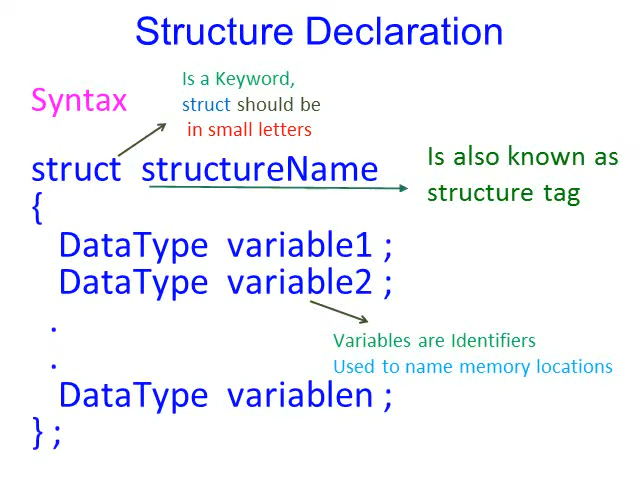 Structure Declaration
Is a Keyword,
Syntax
struct should be
in small letters
Is also known as
struct structureName
structure tag
{
DataType variable1 ;
DataType variable2 ;
.
Variables are Identifiers
.
Used to name memory locations
DataType variablen ;
} ;